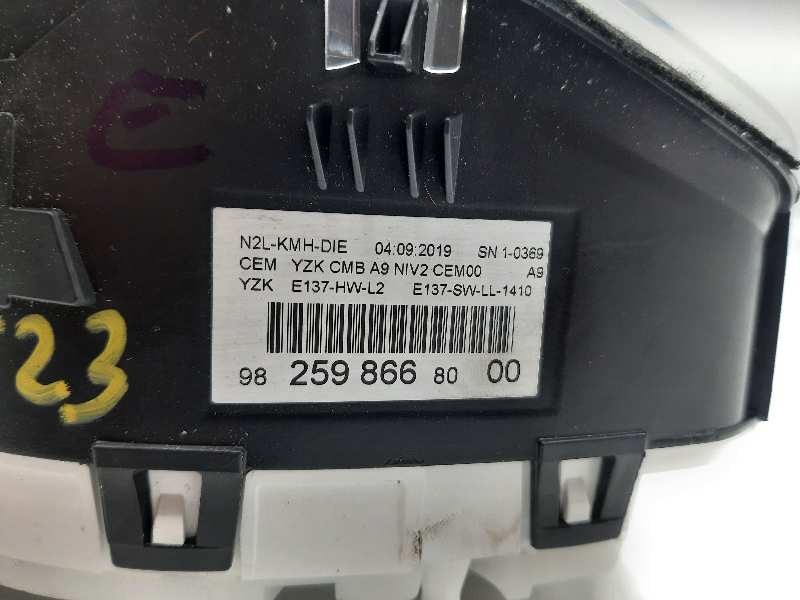 N2L-KMH-DIE 04:09:2019 SN 1-0369
CEM YZK CMB A9 NIV2 CEM00 A9
YZK E137-HW-L2 E137-SW-LL-1410
98 259 866 80 00
23